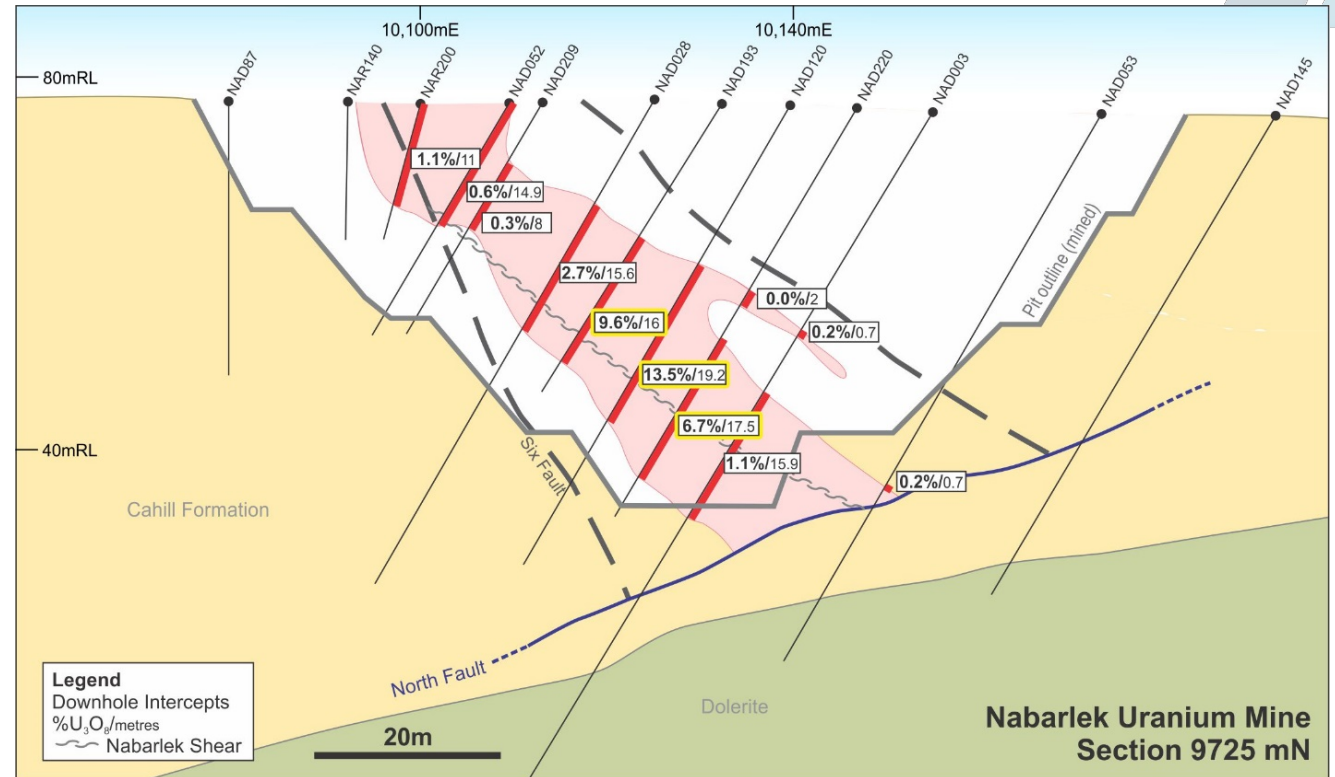 10,100mE
10,140mE
80mRL
NAD87
NAR140
NAR200
NAD052
NAD209
NAD028
NAD193
NAD120
NAD220
NAD003
NAD053
NAD145
1.1%/11
0.6%/14.9
0.3%/8
2.7%/15.6
9.6%/16
13.5%/19.2
6.7%/17.5
1.1%/15.9
0.0%/2
0.2%/0.7
0.2%/0.7
Pit outline (mined)
40mRL
Six Fault
Cahill Formation
North Fault
Dolerite
Legend
Downhole Intercepts
%U₃O₈/metres
Nabarlek Shear
20m
Nabarlek Uranium Mine
Section 9725 mN